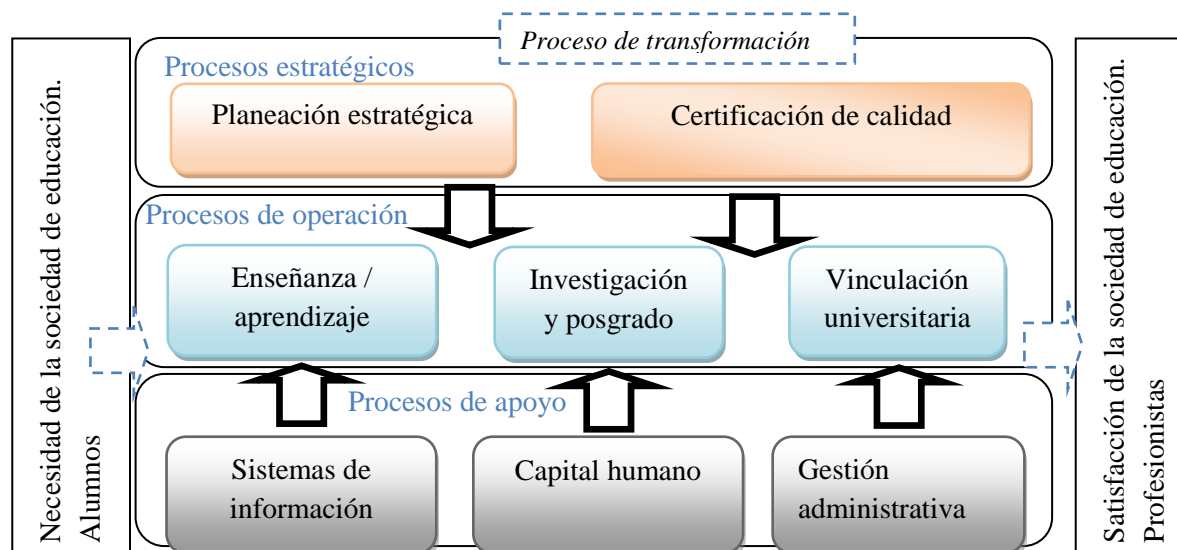 Proceso de transformación
Necesidad de la sociedad de educación.
Alumnos
Procesos estratégicos
Planeación estratégica
Certificación de calidad
Procesos de operación
Enseñanza /
aprendizaje
Investigación
y posgrado
Vinculación
universitaria
Procesos de apoyo
Sistemas de
información
Capital humano
Gestión
administrativa
Satisfacción de la sociedad de educación.
Profesionistas